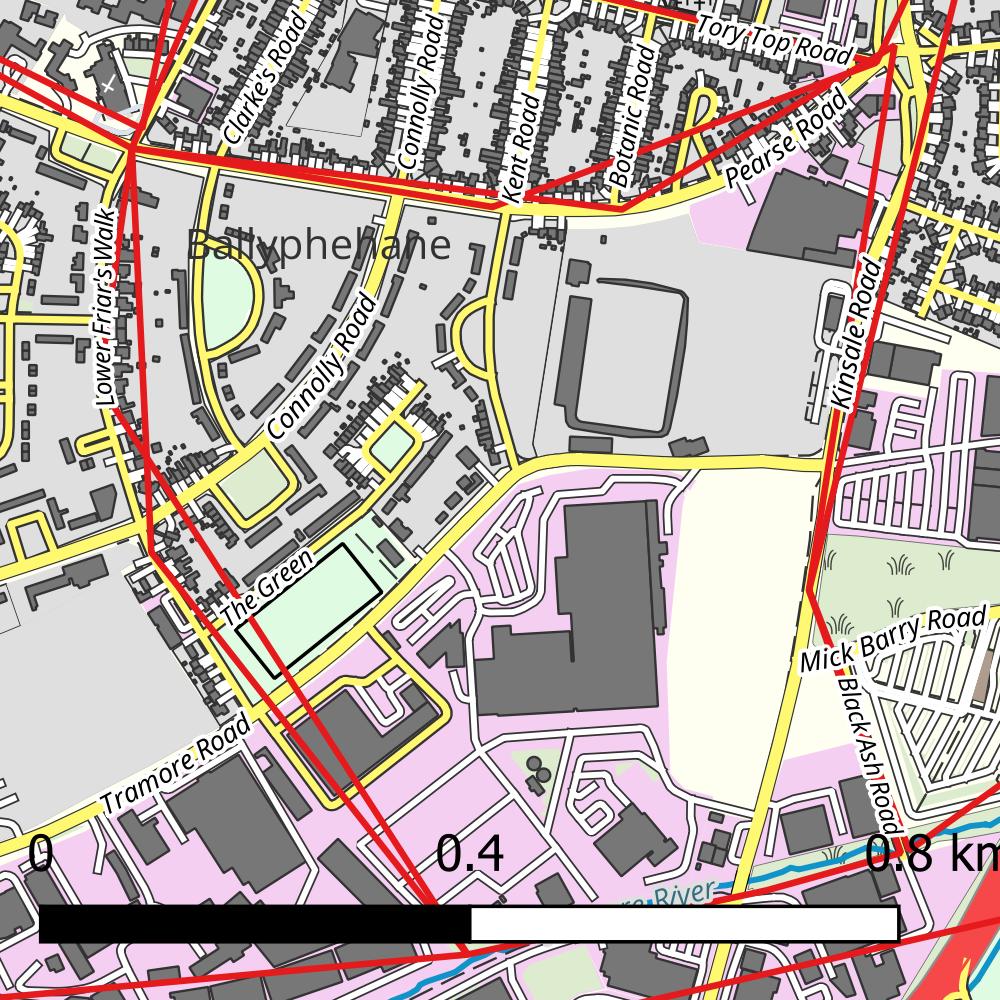 Tory Top Road
Clarke's Road
Connolly Road
Kent Road
Botanic Road
Pearse Road
Lower Friar's Walk
Ballyphehane
Connolly Road
Kinsale Road
The Green
Mick Barry Road
Black Ash Road
Tramore Road
0
0.4
0.8 km
River